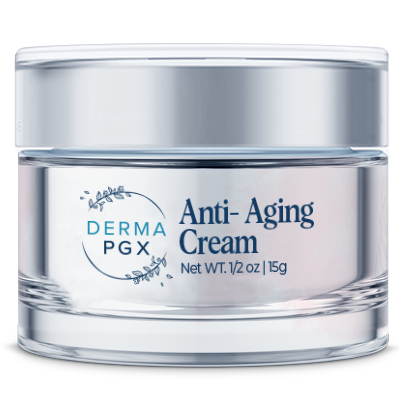 DERMA
PGX
Anti- Aging
Cream
Net WT. 1/2 oz | 15g